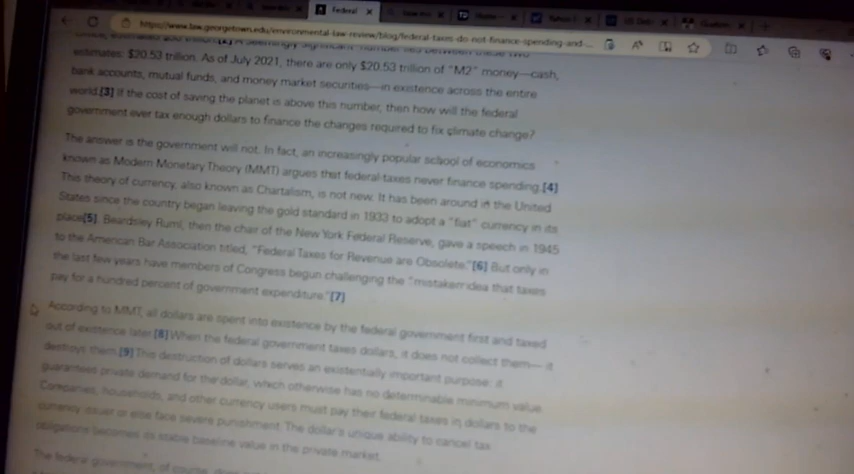 Federal
https://www.law.georgetown.edu/environmental-law-review/blog/federal-taxes-do-not-finance-spending-and-...
estimates: $20.53 trillion. As of July 2021, there are only $20.53 trillion of "M2" money—cash,
bank accounts, mutual funds, and money market securities—in existence across the entire
world.[3] If the cost of saving the planet is above this number, then how will the federal
government ever tax enough dollars to finance the changes required to fix climate change?
The answer is the government will not. In fact, an increasingly popular school of economics
known as Modern Monetary Theory (MMT) argues that federal taxes never finance spending.[4]
This theory of currency, also known as Chartalism, is not new. It has been around in the United
States since the country began leaving the gold standard in 1933 to adopt a "fiat" currency in its
place[5]. Beardsley Ruml, then the chair of the New York Federal Reserve, gave a speech in 1945
to the American Bar Association titled, "Federal Taxes for Revenue are Obsolete."[6] But only in
the last few years have members of Congress begun challenging the "mistaken idea that taxes
pay for a hundred percent of government expenditure."[7]
According to MMT, all dollars are spent into existence by the federal government first and taxed
out of existence later.[8] When the federal government taxes dollars, it does not collect them—it
destroys them.[9] This destruction of dollars serves an existentially important purpose: it
guarantees private demand for the dollar, which otherwise has no determinable minimum value.
Companies, households, and other currency users must pay their federal taxes in dollars to the
currency issuer or else face severe punishment. The dollar's unique ability to cancel tax
obligations becomes its stable baseline value in the private market.
The federal government, of course, does